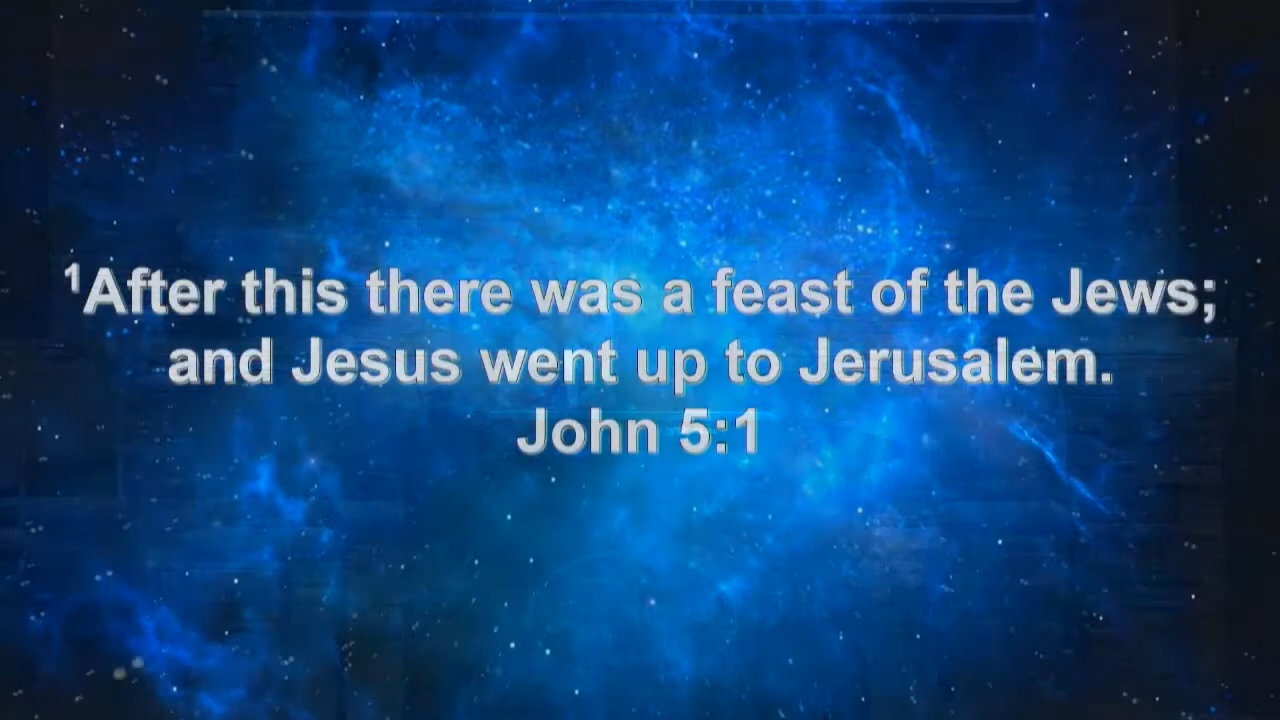 ¹After this there was a feast of the Jews;
and Jesus went up to Jerusalem.
John 5:1